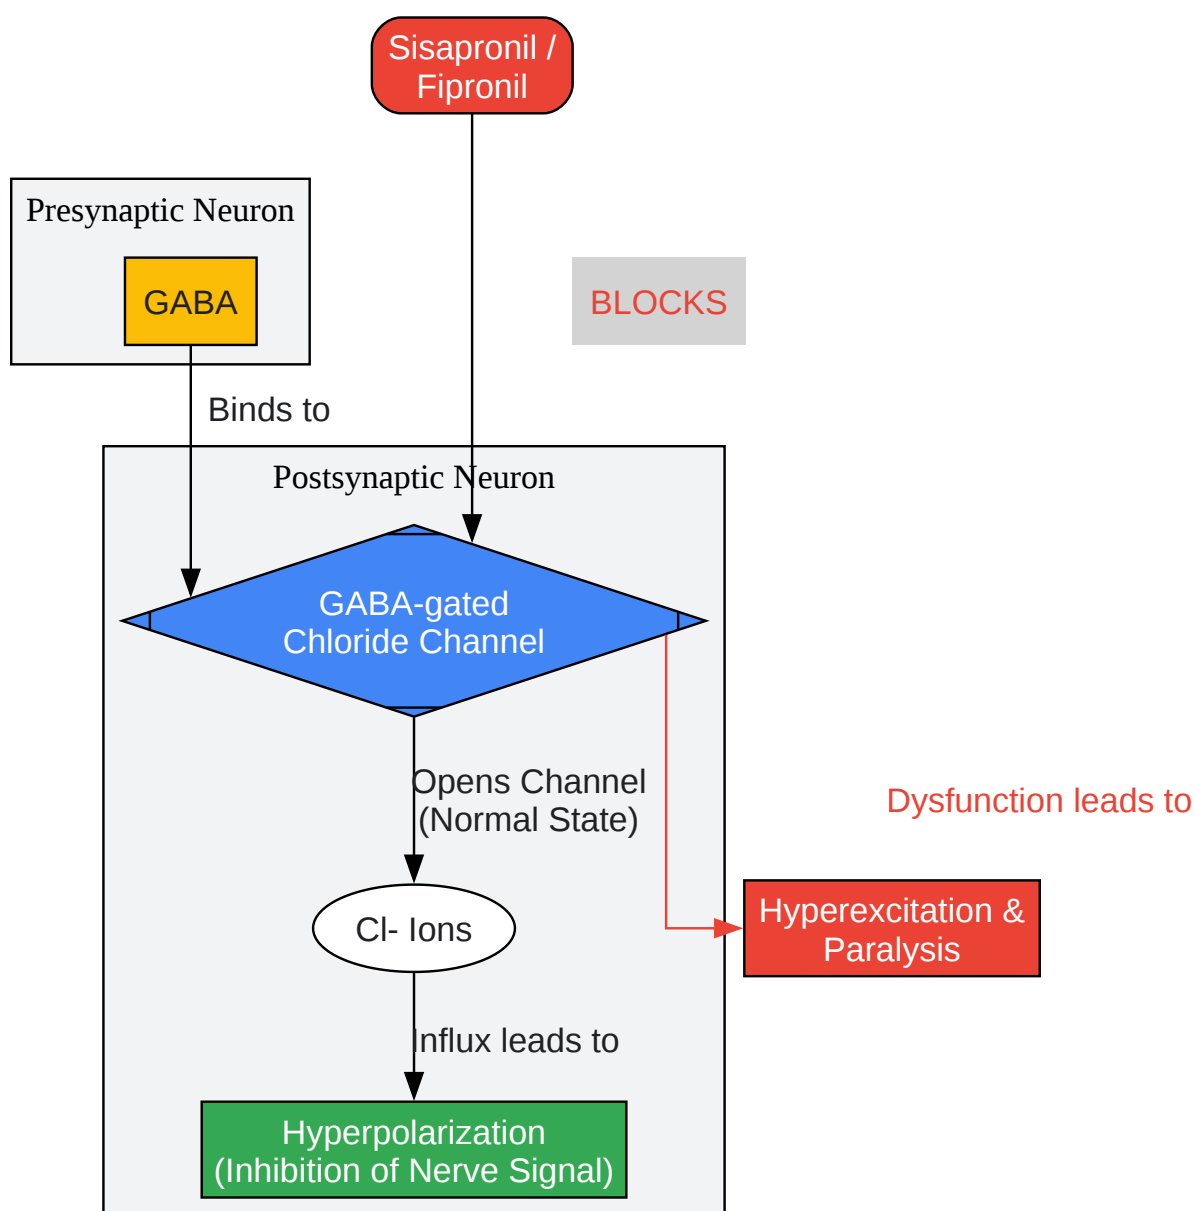 Sisapronil /
Fipronil
Presynaptic Neuron
GABA
BLOCKS
Binds to
Postsynaptic Neuron
GABA-gated
Chloride Channel
Opens Channel
(Normal State)
Dysfunction leads to
Cl- Ions
Hyperexcitation &
Paralysis
Influx leads to
Hyperpolarization
(Inhibition of Nerve Signal)